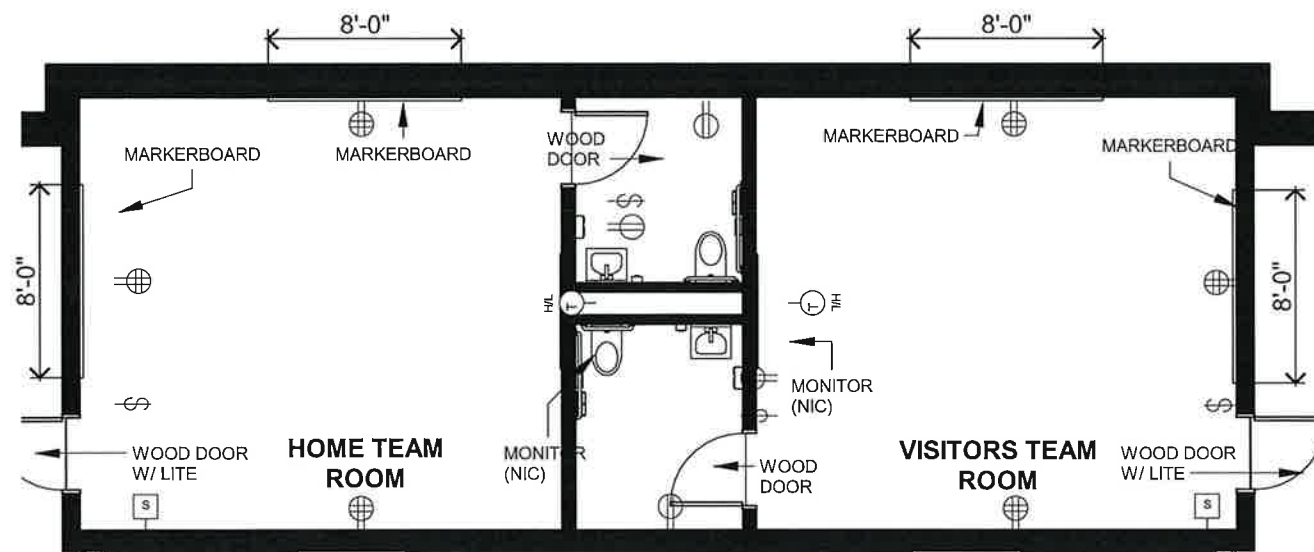 8'-0"
8'-0"
MARKERBOARD
MARKERBOARD
WOOD
DOOR
MARKERBOARD
MARKERBOARD
8'-0"
8'-0"
H/L
T
T
H/L
MONITOR
(NIC)
HOME TEAM
ROOM
MONITOR
(NIC)
VISITORS TEAM
ROOM
WOOD DOOR
W/ LITE
WOOD
DOOR
WOOD DOOR
W/ LITE
S
S